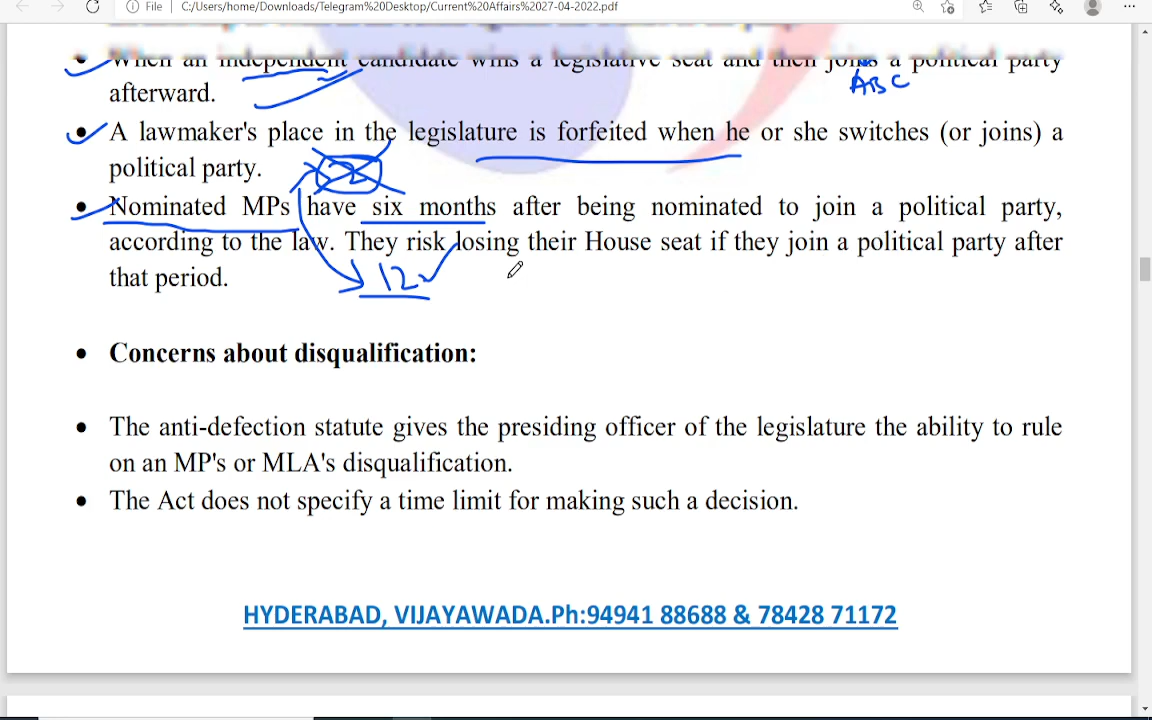 File | C:/Users/home/Downloads/Telegram%20Desktop/Current%20Affairs%2027-04-2022.pdf
When an independent candidate wins a legislative seat and then joins a political party
ABC
afterward.
A lawmaker's place in the legislature is forfeited when he or she switches (or joins) a
political party.
Nominated MPs have six months after being nominated to join a political party,
according to the law. They risk losing their House seat if they join a political party after
that period.
12
Concerns about disqualification:
The anti-defection statute gives the presiding officer of the legislature the ability to rule
on an MP's or MLA's disqualification.
The Act does not specify a time limit for making such a decision.
HYDERABAD, VIJAYAWADA.Ph:94941 88688 & 78428 71172